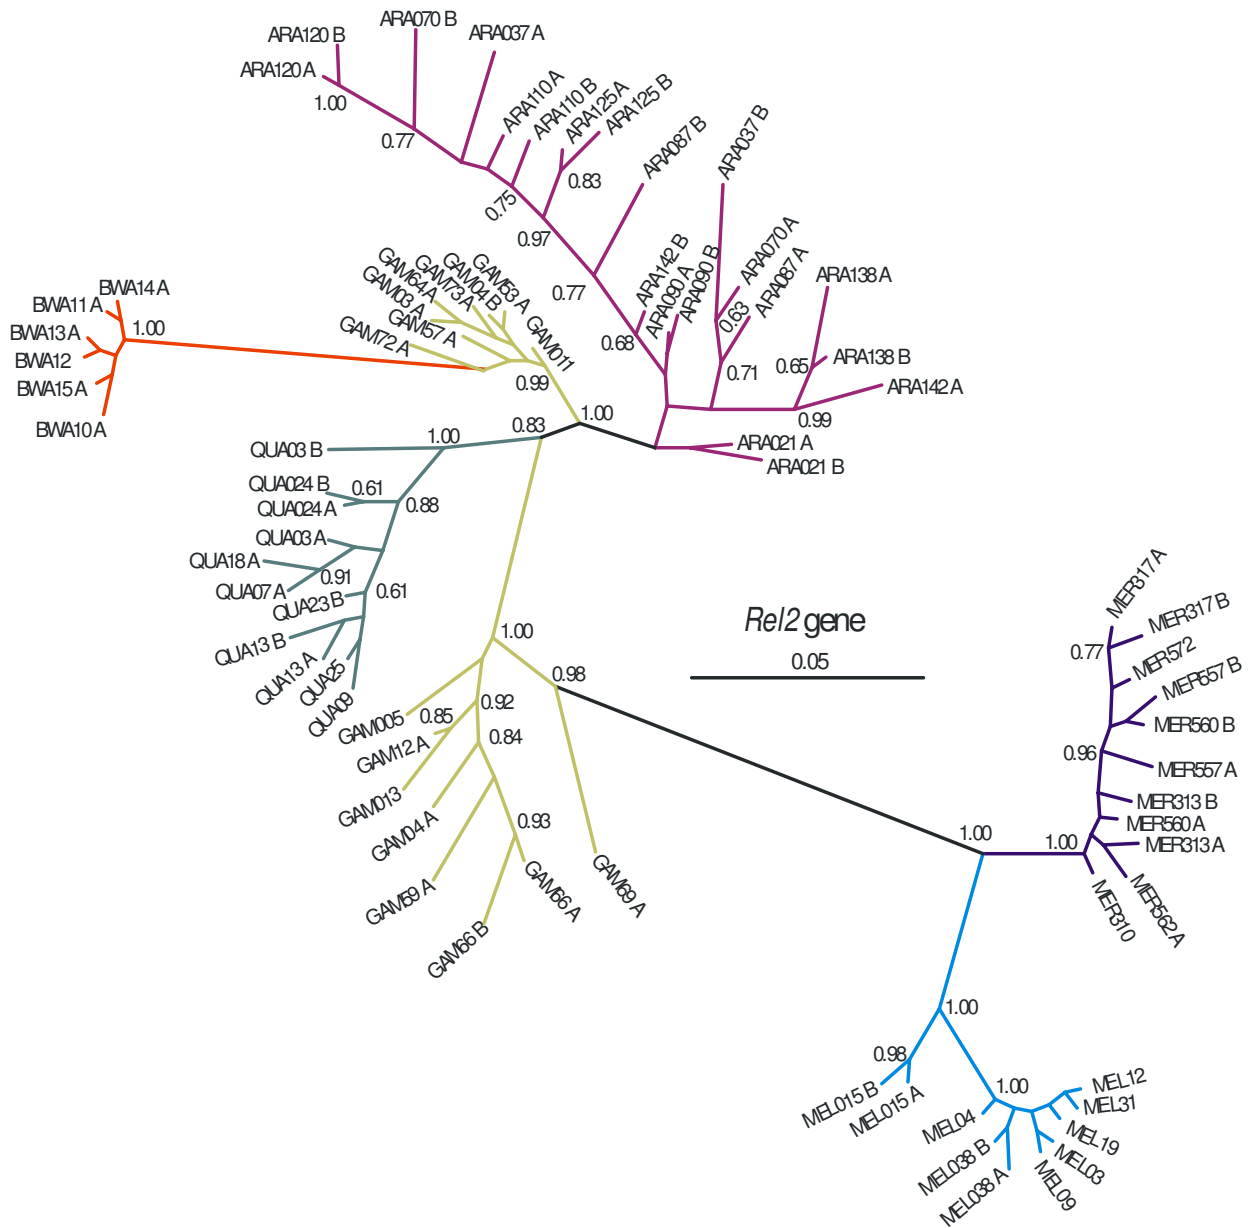 ARA070 B
ARA120 B
ARA037 A
ARA120 A
1.00
0.77
ARA110 A
ARA110 B
ARA125A
ARA125 B
0.83
0.75
0.97
ARA087 B
ARA037 B
0.77
ARA142 B
ARA090 A
ARA090 B
0.68
ARA070 A
ARA087 A
0.63
0.71
ARA138 A
ARA138 B
0.65
ARA142 A
0.99
ARA021 A
ARA021 B
GAM53 A
GAM04 B
GAM73A
GAM64A
GAM03 A
GAM57 A
GAM72 A
GAM011
0.99
1.00
BWA14 A
BWA11 A
1.00
BWA13 A
BWA12
BWA15 A
BWA10 A
0.83
1.00
QUA03 B
QUA024 B
0.61
QUA024 A
0.88
QUA03 A
QUA18 A
0.91
QUA07 A
0.61
QUA23 B
QUA13 B
QUA13 A
QUA25
QUA09
Rel2 gene
0.05
1.00
0.98
GAM005
0.92
0.85
GAM12 A
0.84
GAM013
GAM04 A
0.93
GAM59 A
GAM66 A
GAM66 B
GAM69 A
MER317 A
MER317 B
0.77
MER572
MER557 B
MER560 B
0.96
MER557 A
MER313 B
MER560 A
MER313 A
1.00
1.00
MER562A
MER310
1.00
0.98
MEL015 B
MEL015 A
1.00
MEL12
MEL31
MEL04
MEL19
MEL038 B
MEL03
MEL038 A
MEL09